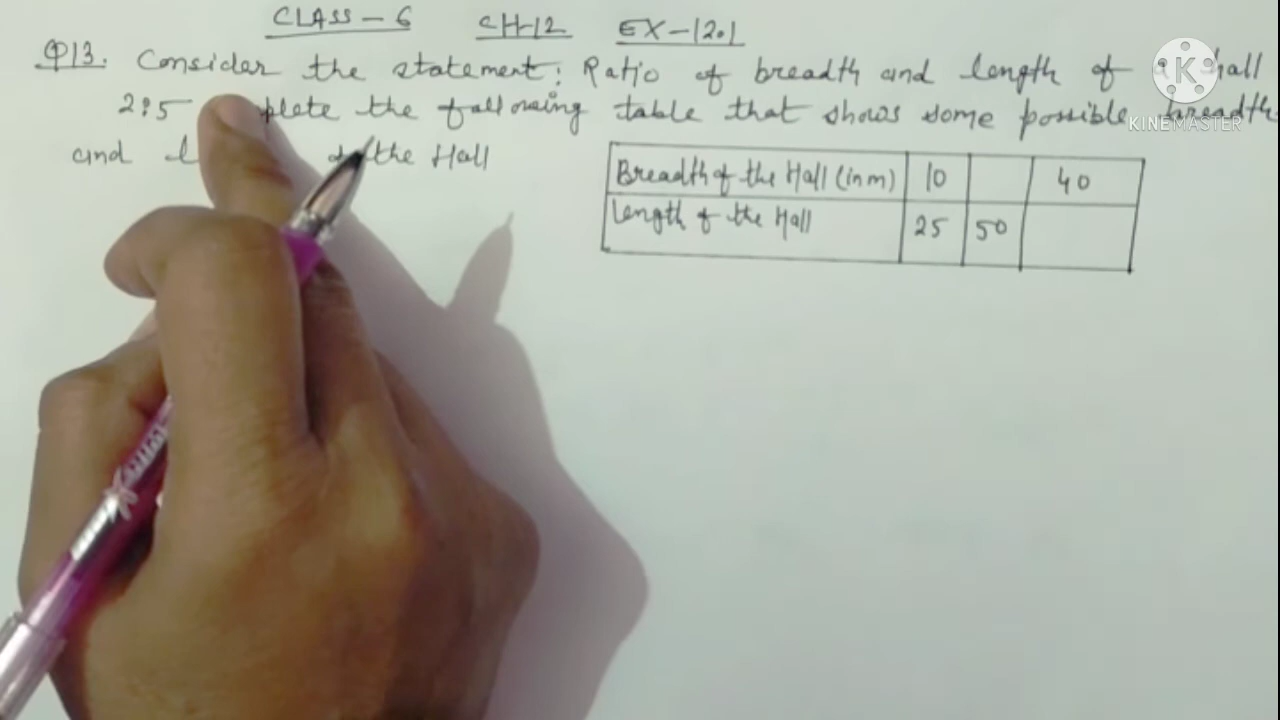 CLASS - 6 CH-12 EX-12.1
Q13. Consider the statement: Ratio of breadth and length of hall
2:5 plete the following table that shows some possible breadth
and the Hall
Breadth of the Hall (in m) 10 40
Length of the Hall 25 50
K
KINEMASTER